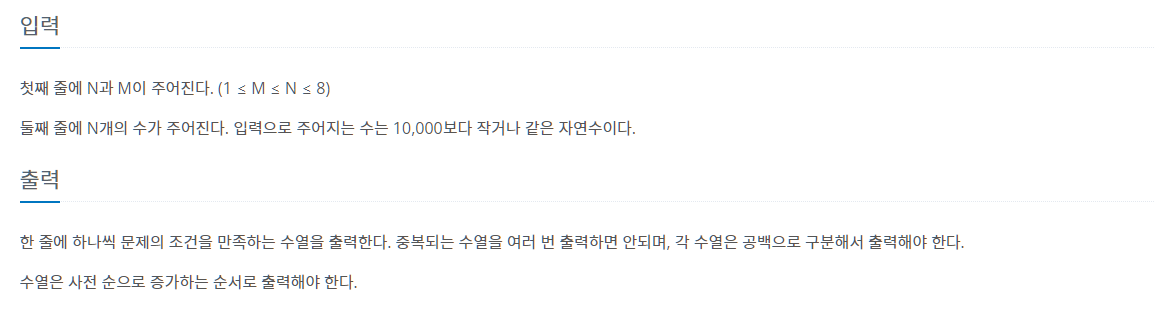 입력
첫째 줄에 N과 M이 주어진다. (1 ≤ M ≤ N ≤ 8)
둘째 줄에 N개의 수가 주어진다. 입력으로 주어지는 수는 10,000보다 작거나 같은 자연수이다.
출력
한 줄에 하나씩 문제의 조건을 만족하는 수열을 출력한다. 중복되는 수열을 여러 번 출력하면 안되며, 각 수열은 공백으로 구분해서 출력해야 한다.
수열은 사전 순으로 증가하는 순서로 출력해야 한다.